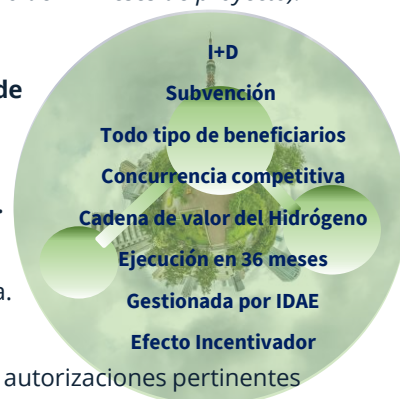 I+D
de
Subvención
Todo tipo de beneficiarios
Concurrencia competitiva
Cadena de valor del Hidrógeno
Ejecución en 36 meses
a.
Gestionada por IDAE
Efecto Incentivador
autorizaciones pertinentes